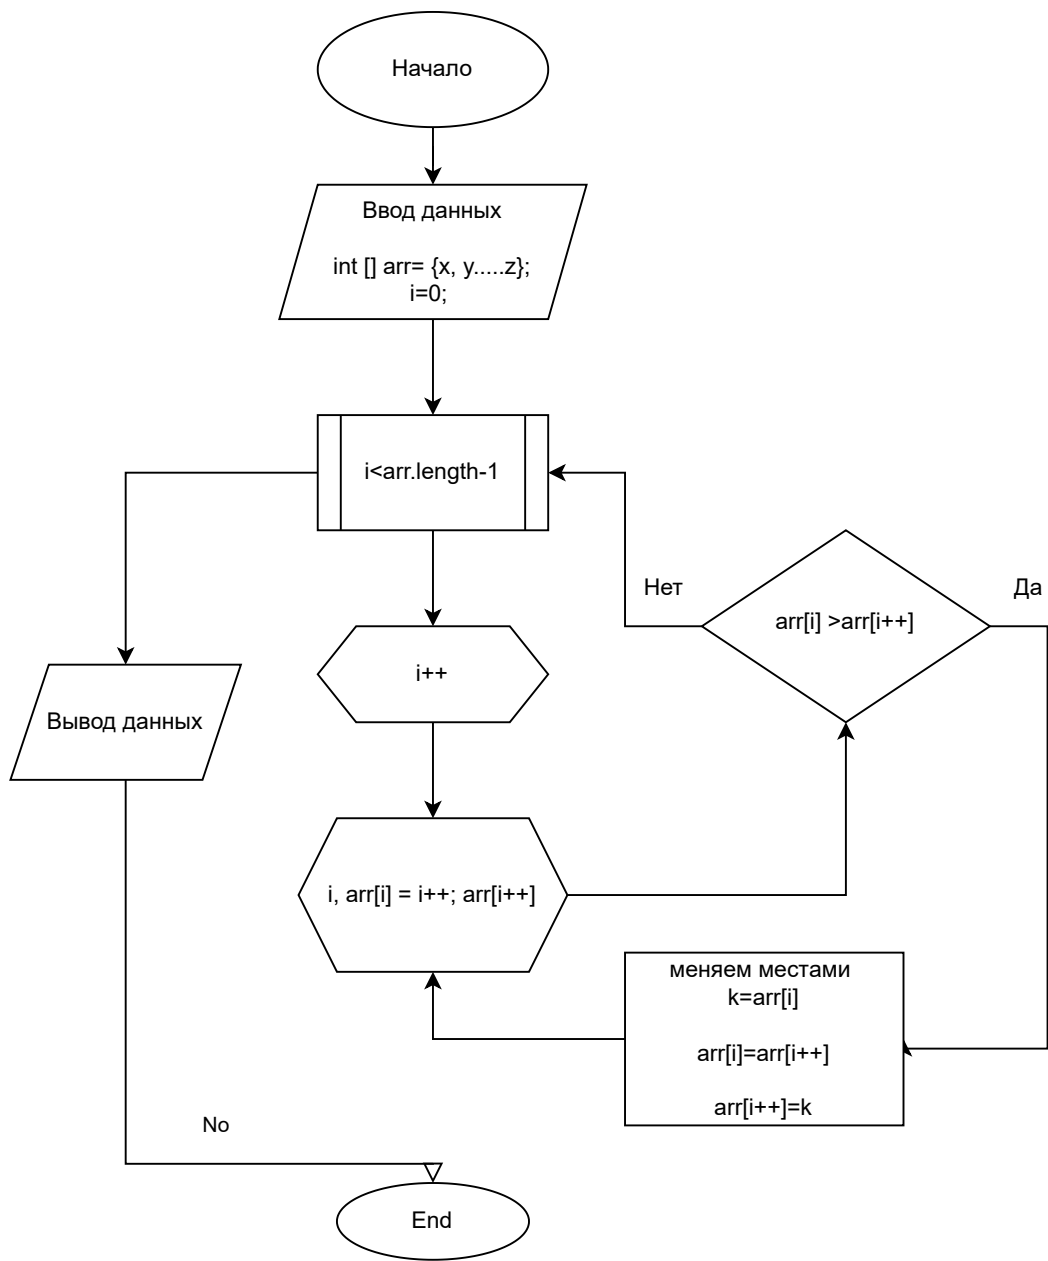 Начало
Ввод данных
int [] arr= {x, y.....z};
i=0;
i<arr.length-1
Нет
Да
arr[i] >arr[i++]
i++
Вывод данных
i, arr[i] = i++; arr[i++]
меняем местами
k=arr[i]
arr[i]=arr[i++]
arr[i++]=k
No
End